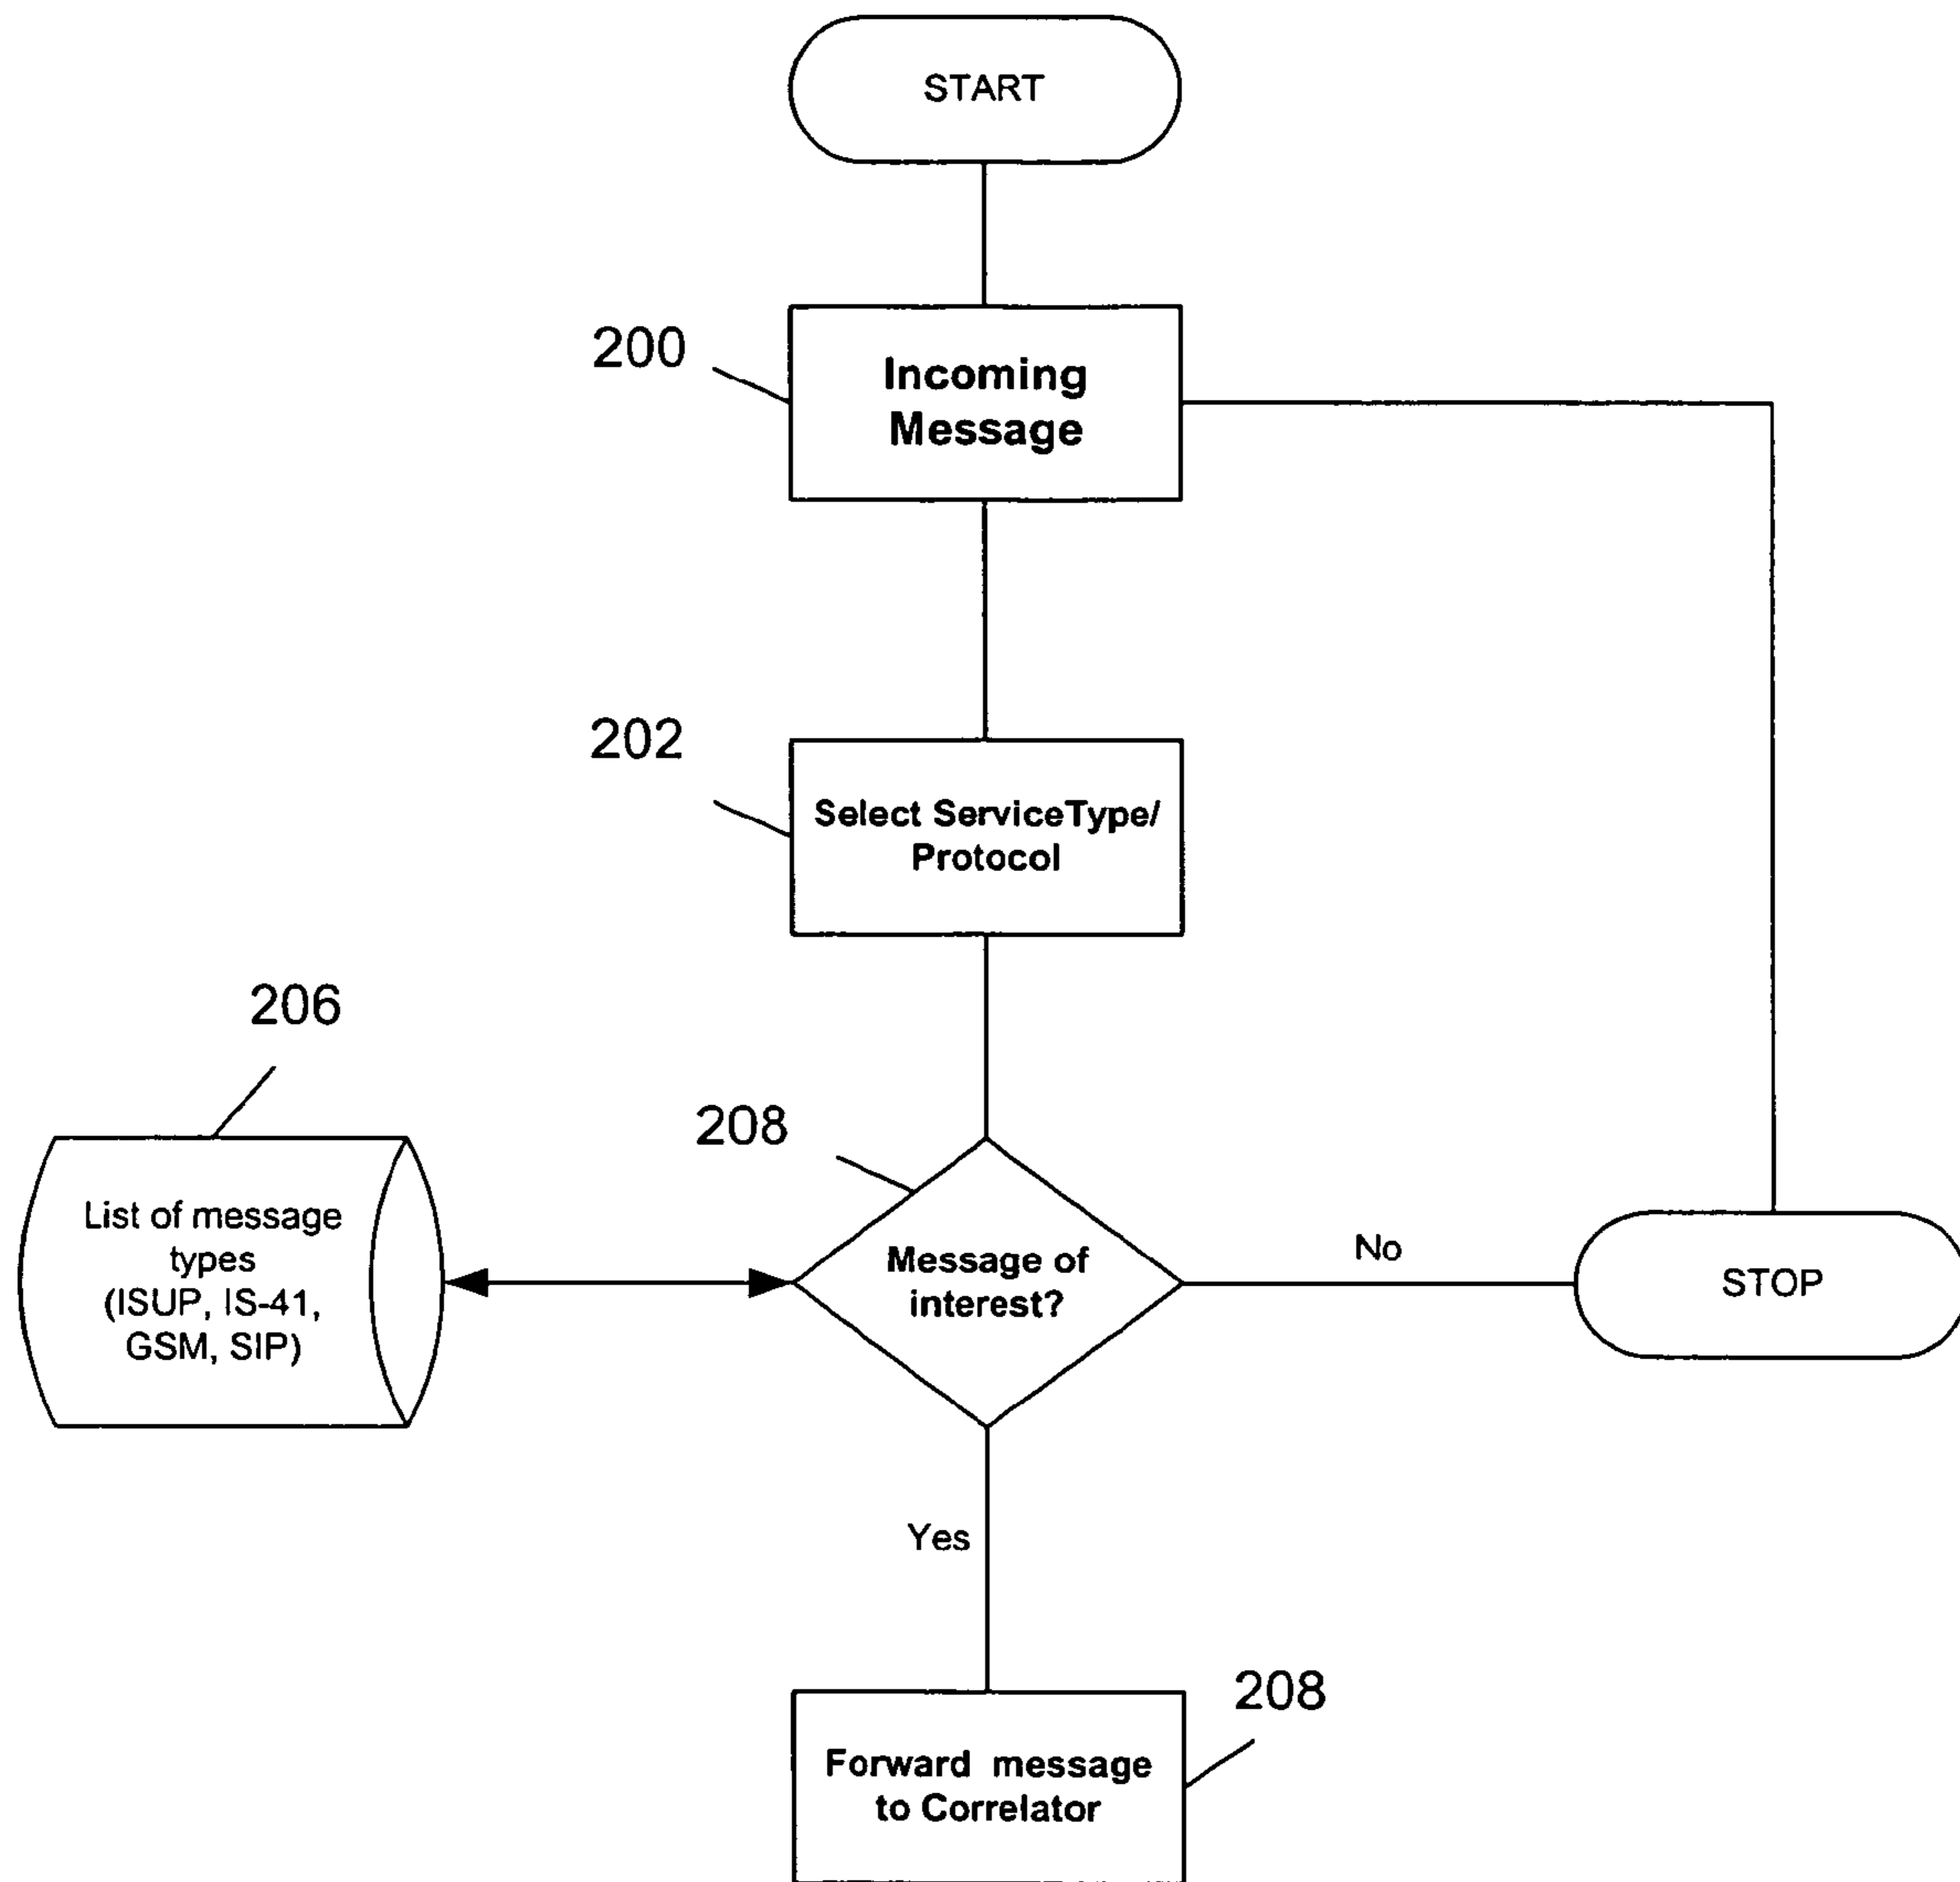 START
200
Incoming
Message
202
Select ServiceType/
Protocol
206
208
List of message
types
(ISUP, IS-41,
GSM, SIP)
Message of
interest?
No
STOP
Yes
208
Forward message
to Correlator